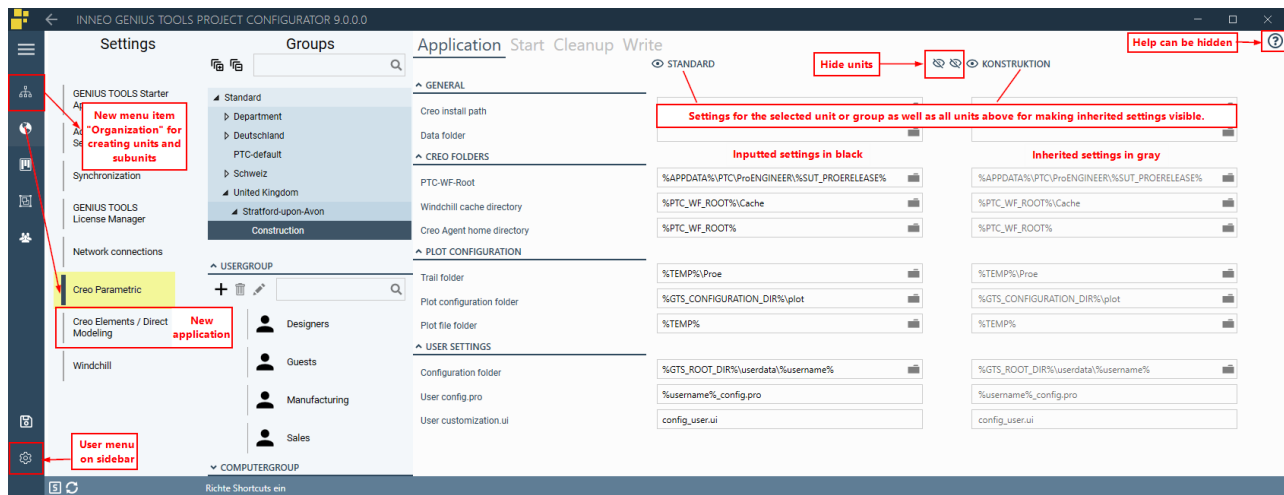 INNEO GENIUS TOOLS PROJECT CONFIGURATOR 9.0.0.0
Help can be hidden
Settings
Groups
Application Start Cleanup Write
STANDARD
Hide units
KONSTRUKTION
GENIUS TOOLS Starter
New menu item
"Organization" for
creating units and
subunits
Synchronization
GENIUS TOOLS
License Manager
Network connections
Creo Parametric
Creo Elements / Direct
Modeling
New
application
Windchill
User menu
on sidebar
Standard
Department
Deutschland
PTC-default
Schweiz
United Kingdom
Stratford-upon-Avon
Construction
USERGROUP
Designers
Guests
Manufacturing
Sales
COMPUTERGROUP
GENERAL
Creo install path
Data folder
Settings for the selected unit or group as well as all units above for making inherited settings visible.
Inputted settings in black
Inherited settings in gray
CREO FOLDERS
PTC-WF-Root
%APPDATA%\PTC\ProENGINEER\%SUT_PROERELEASE%
%APPDATA%\PTC\ProENGINEER\%SUT_PROERELEASE%
Windchill cache directory
%PTC_WF_ROOT%\Cache
%PTC_WF_ROOT%\Cache
Creo Agent home directory
%PTC_WF_ROOT%
%PTC_WF_ROOT%
PLOT CONFIGURATION
Trail folder
%TEMP%\Proe
%TEMP%\Proe
Plot configuration folder
%GTS_CONFIGURATION_DIR%\plot
%GTS_CONFIGURATION_DIR%\plot
Plot file folder
%TEMP%
%TEMP%
USER SETTINGS
Configuration folder
%GTS_ROOT_DIR%\userdata\%username%
%GTS_ROOT_DIR%\userdata\%username%
User config.pro
%username%_config.pro
%username%_config.pro
User customization.ui
config_user.ui
config_user.ui
Richte Shortcuts ein